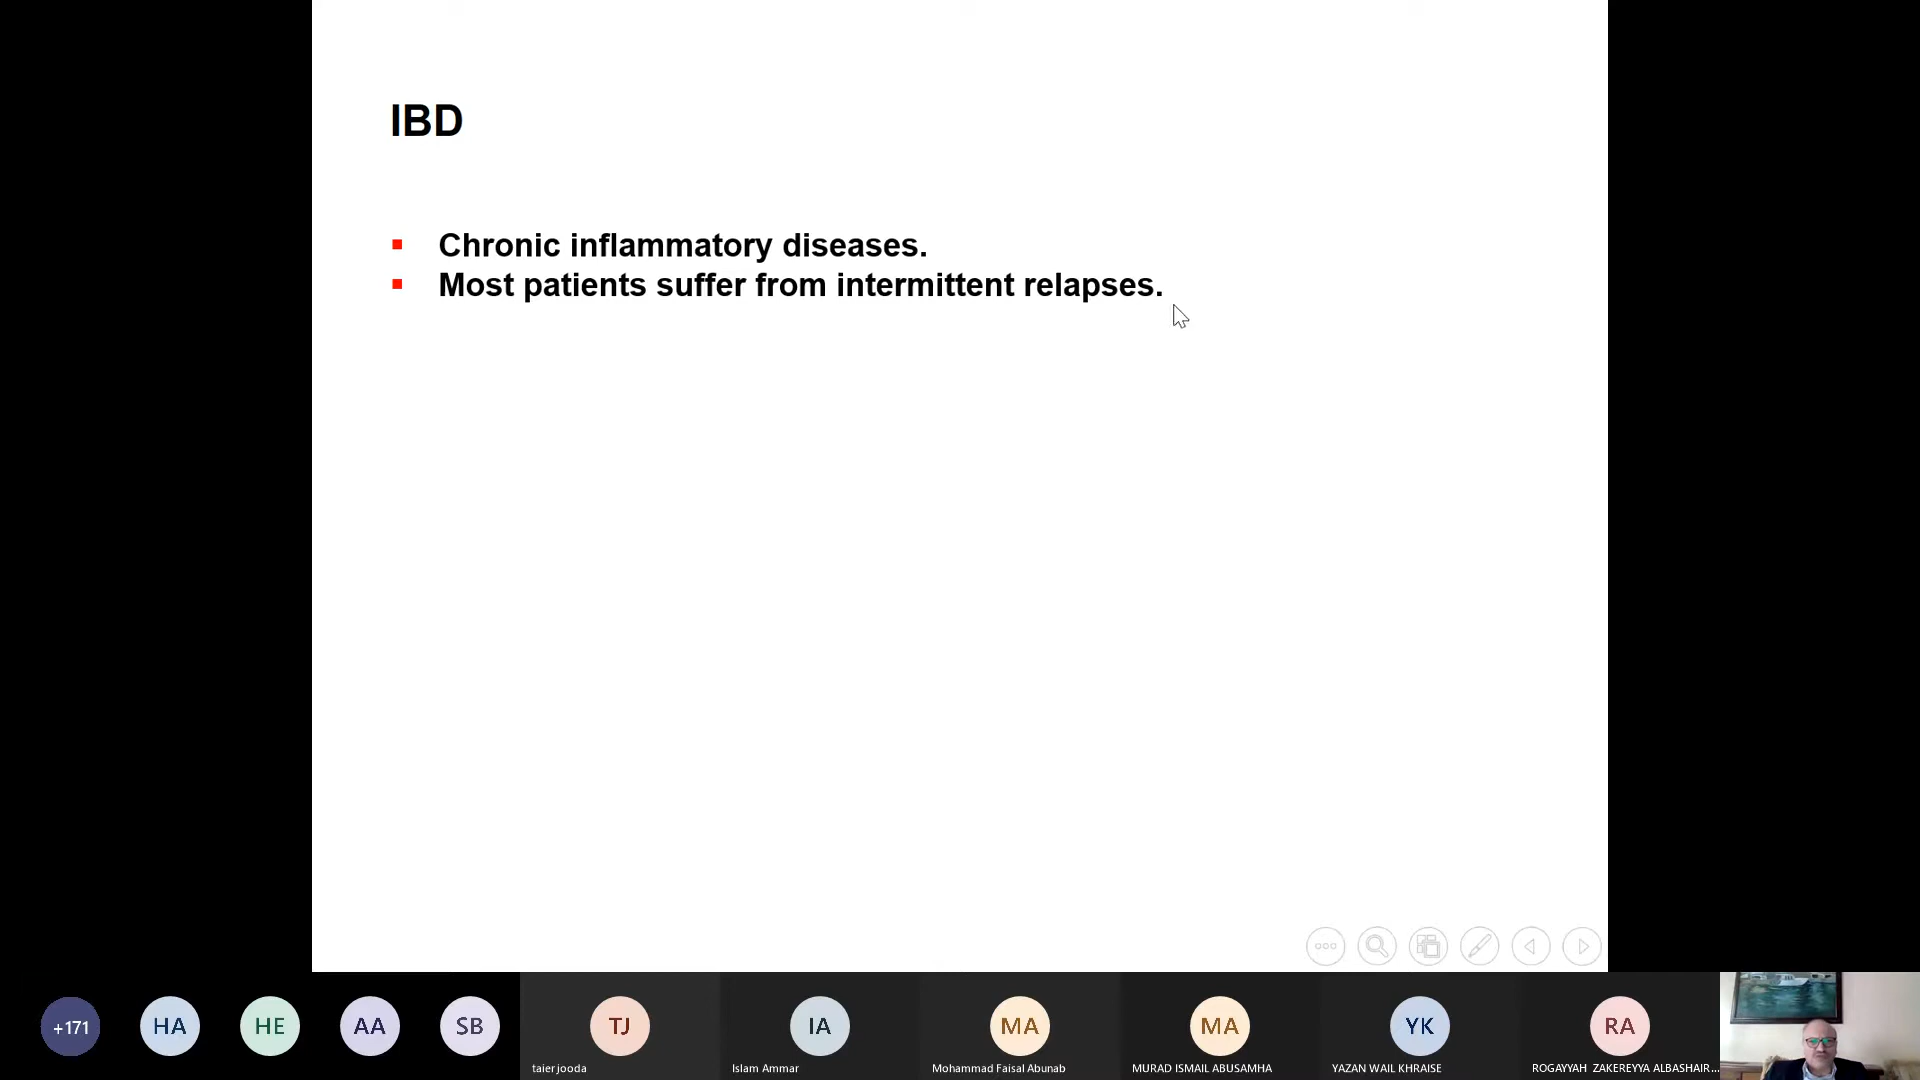 IBD
Chronic inflammatory diseases.
Most patients suffer from intermittent relapses.
+171
HA
HE
AA
SB
TJ
IA
MA
MA
YK
RA
taier jooda
Islam Ammar
Mohammad Faisal Abunab
MURAD ISMAIL ABUSAMHA
YAZAN WAIL KHRAISE
ROGAYYAH ZAKEREYYA ALBASHAIR...